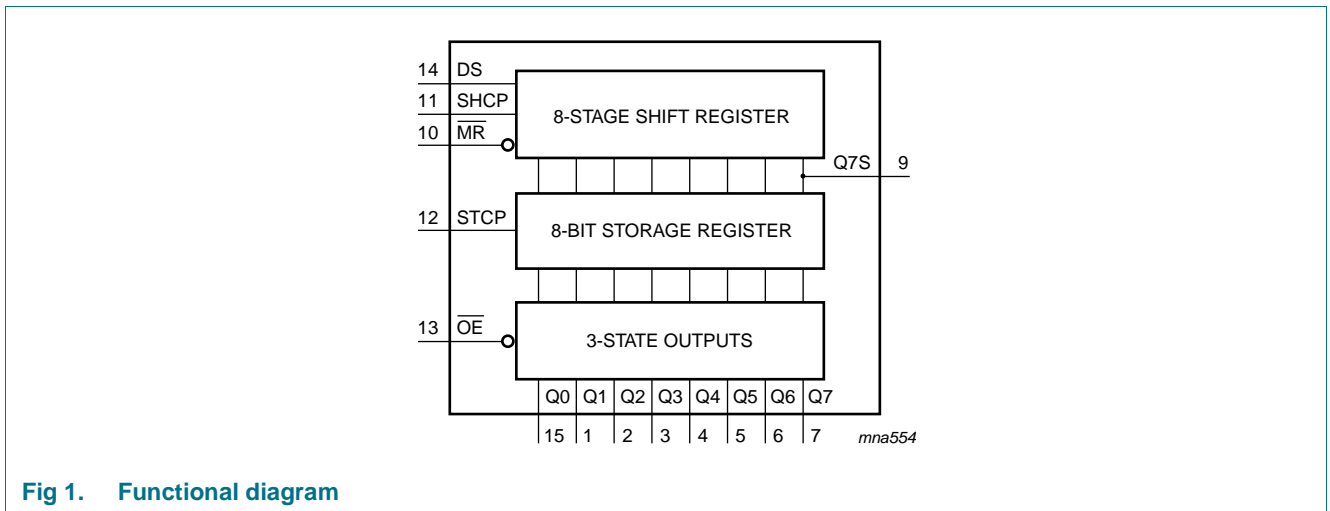 14 DS
11 SHCP
10 MR
8-STAGE SHIFT REGISTER
Q7S 9
12 STCP
8-BIT STORAGE REGISTER
13 OE
3-STATE OUTPUTS
Q0 Q1 Q2 Q3 Q4 Q5 Q6 Q7
15 1 2 3 4 5 6 7
mna554
Fig 1. Functional diagram